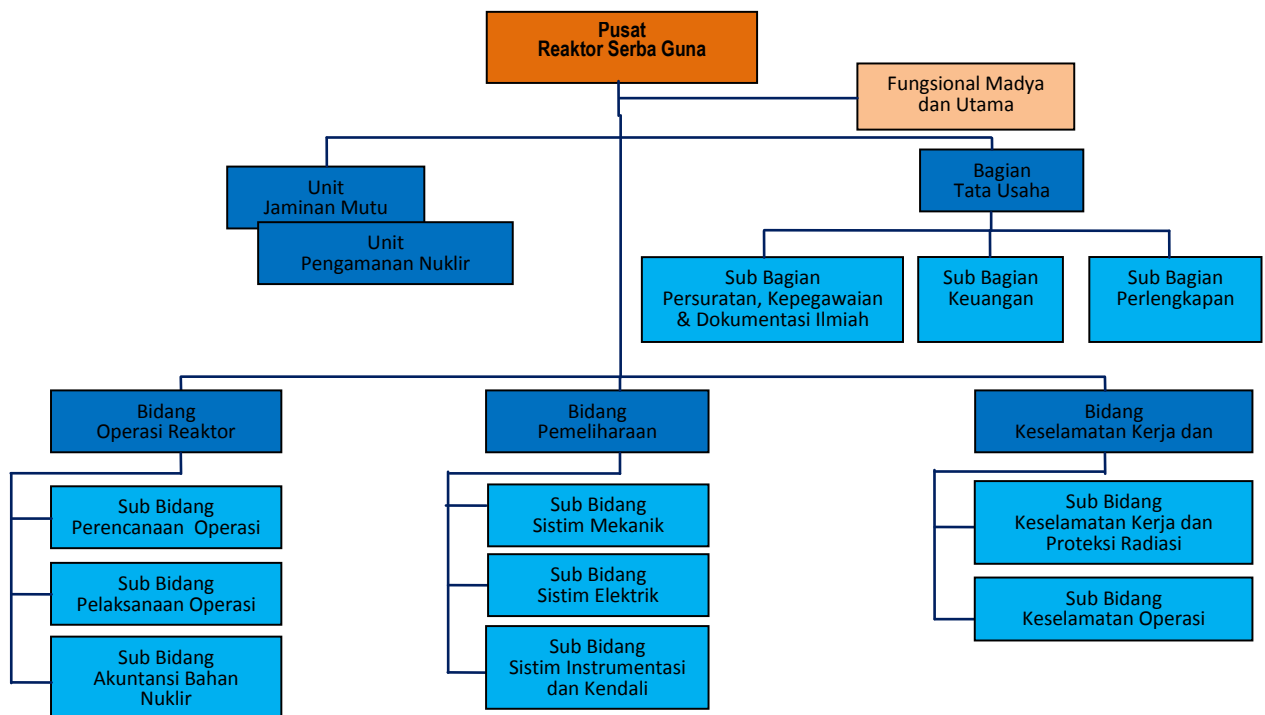 Pusat
Reaktor Serba Guna
Fungsional Madya
dan Utama
Unit
Jaminan Mutu
Unit
Pengamanan Nuklir
Bagian
Tata Usaha
Sub Bagian
Persuratan, Kepegawaian
& Dokumentasi Ilmiah
Sub Bagian
Keuangan
Sub Bagian
Perlengkapan
Bidang
Operasi Reaktor
Sub Bidang
Perencanaan Operasi
Sub Bidang
Pelaksanaan Operasi
Sub Bidang
Akuntansi Bahan
Nuklir
Bidang
Pemeliharaan
Sub Bidang
Sistim Mekanik
Sub Bidang
Sistim Elektrik
Sub Bidang
Sistim Instrumentasi
dan Kendali
Bidang
Keselamatan Kerja dan
Sub Bidang
Keselamatan Kerja dan
Proteksi Radiasi
Sub Bidang
Keselamatan Operasi